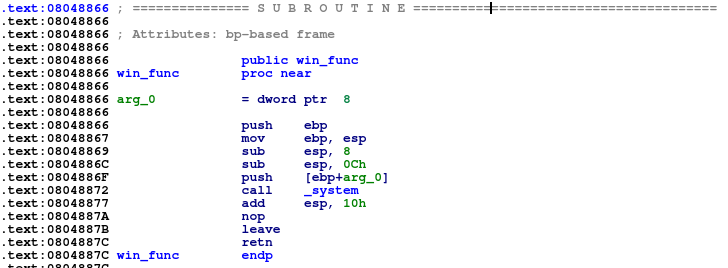 .text:08048866 ; =============== S U B R O U T I N E =======================================
.text:08048866
.text:08048866 ; Attributes: bp-based frame
.text:08048866
.text:08048866                 public win_func
.text:08048866 win_func        proc near
.text:08048866
.text:08048866 arg_0           = dword ptr  8
.text:08048866
.text:08048866                 push    ebp
.text:08048867                 mov     ebp, esp
.text:08048869                 sub     esp, 8
.text:0804886C                 sub     esp, 0Ch
.text:0804886F                 push    [ebp+arg_0]
.text:08048872                 call    _system
.text:08048877                 add     esp, 10h
.text:0804887A                 nop
.text:0804887B                 leave
.text:0804887C                 retn
.text:0804887C win_func        endp
.text:0804887C